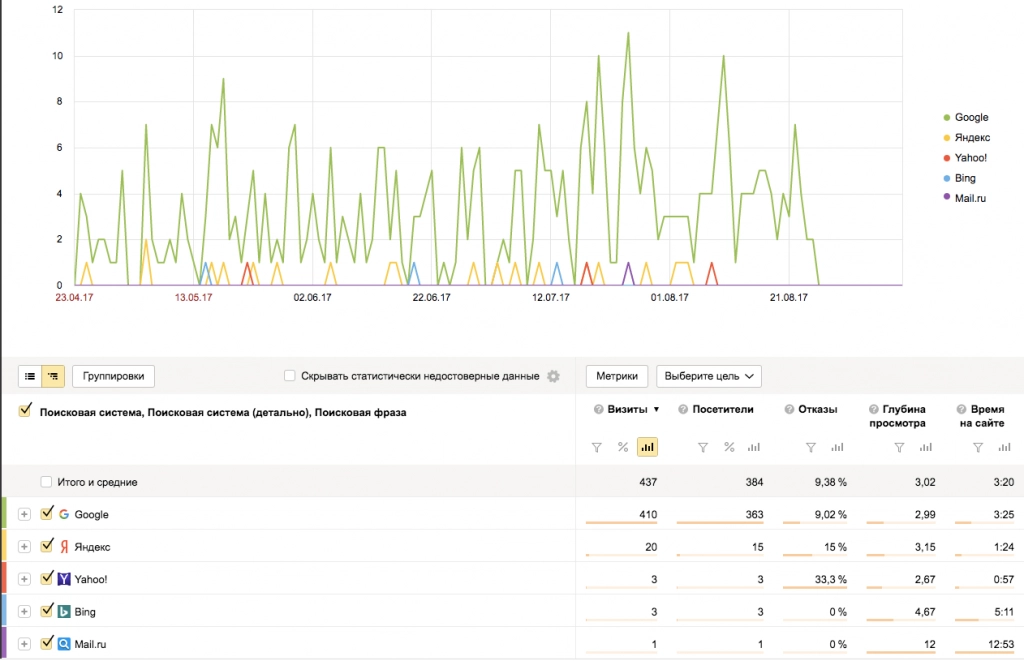 12
10
8
6
4
2
0
23.04.17 13.05.17 02.06.17 22.06.17 12.07.17 01.08.17 21.08.17
Google
Яндекс
Yahoo!
Bing
Mail.ru
Группировки Скрывать статистически недостоверные данные Метрики Выберите цель
Поисковая система, Поисковая система (детально), Поисковая фраза ? Визиты ▼ ? Посетители ? Отказы ? Глубина просмотра ? Время на сайте
% %
Итого и средние 437 384 9,38 % 3,02 3:20
Google 410 363 9,02 % 2,99 3:25
Яндекс 20 15 15 % 3,15 1:24
Yahoo! 3 3 33,3 % 2,67 0:57
Bing 3 3 0 % 4,67 5:11
Mail.ru 1 1 0 % 12 12:53